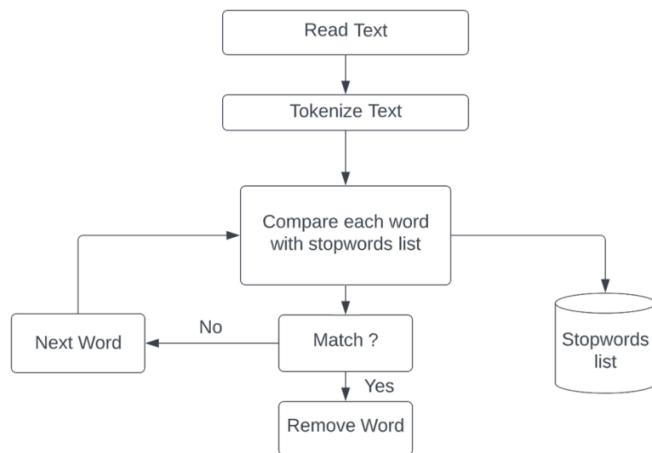 Read Text
Tokenize Text
Compare each word
with stopwords list
No
Next Word
Match ?
Stopwords
list
Yes
Remove Word